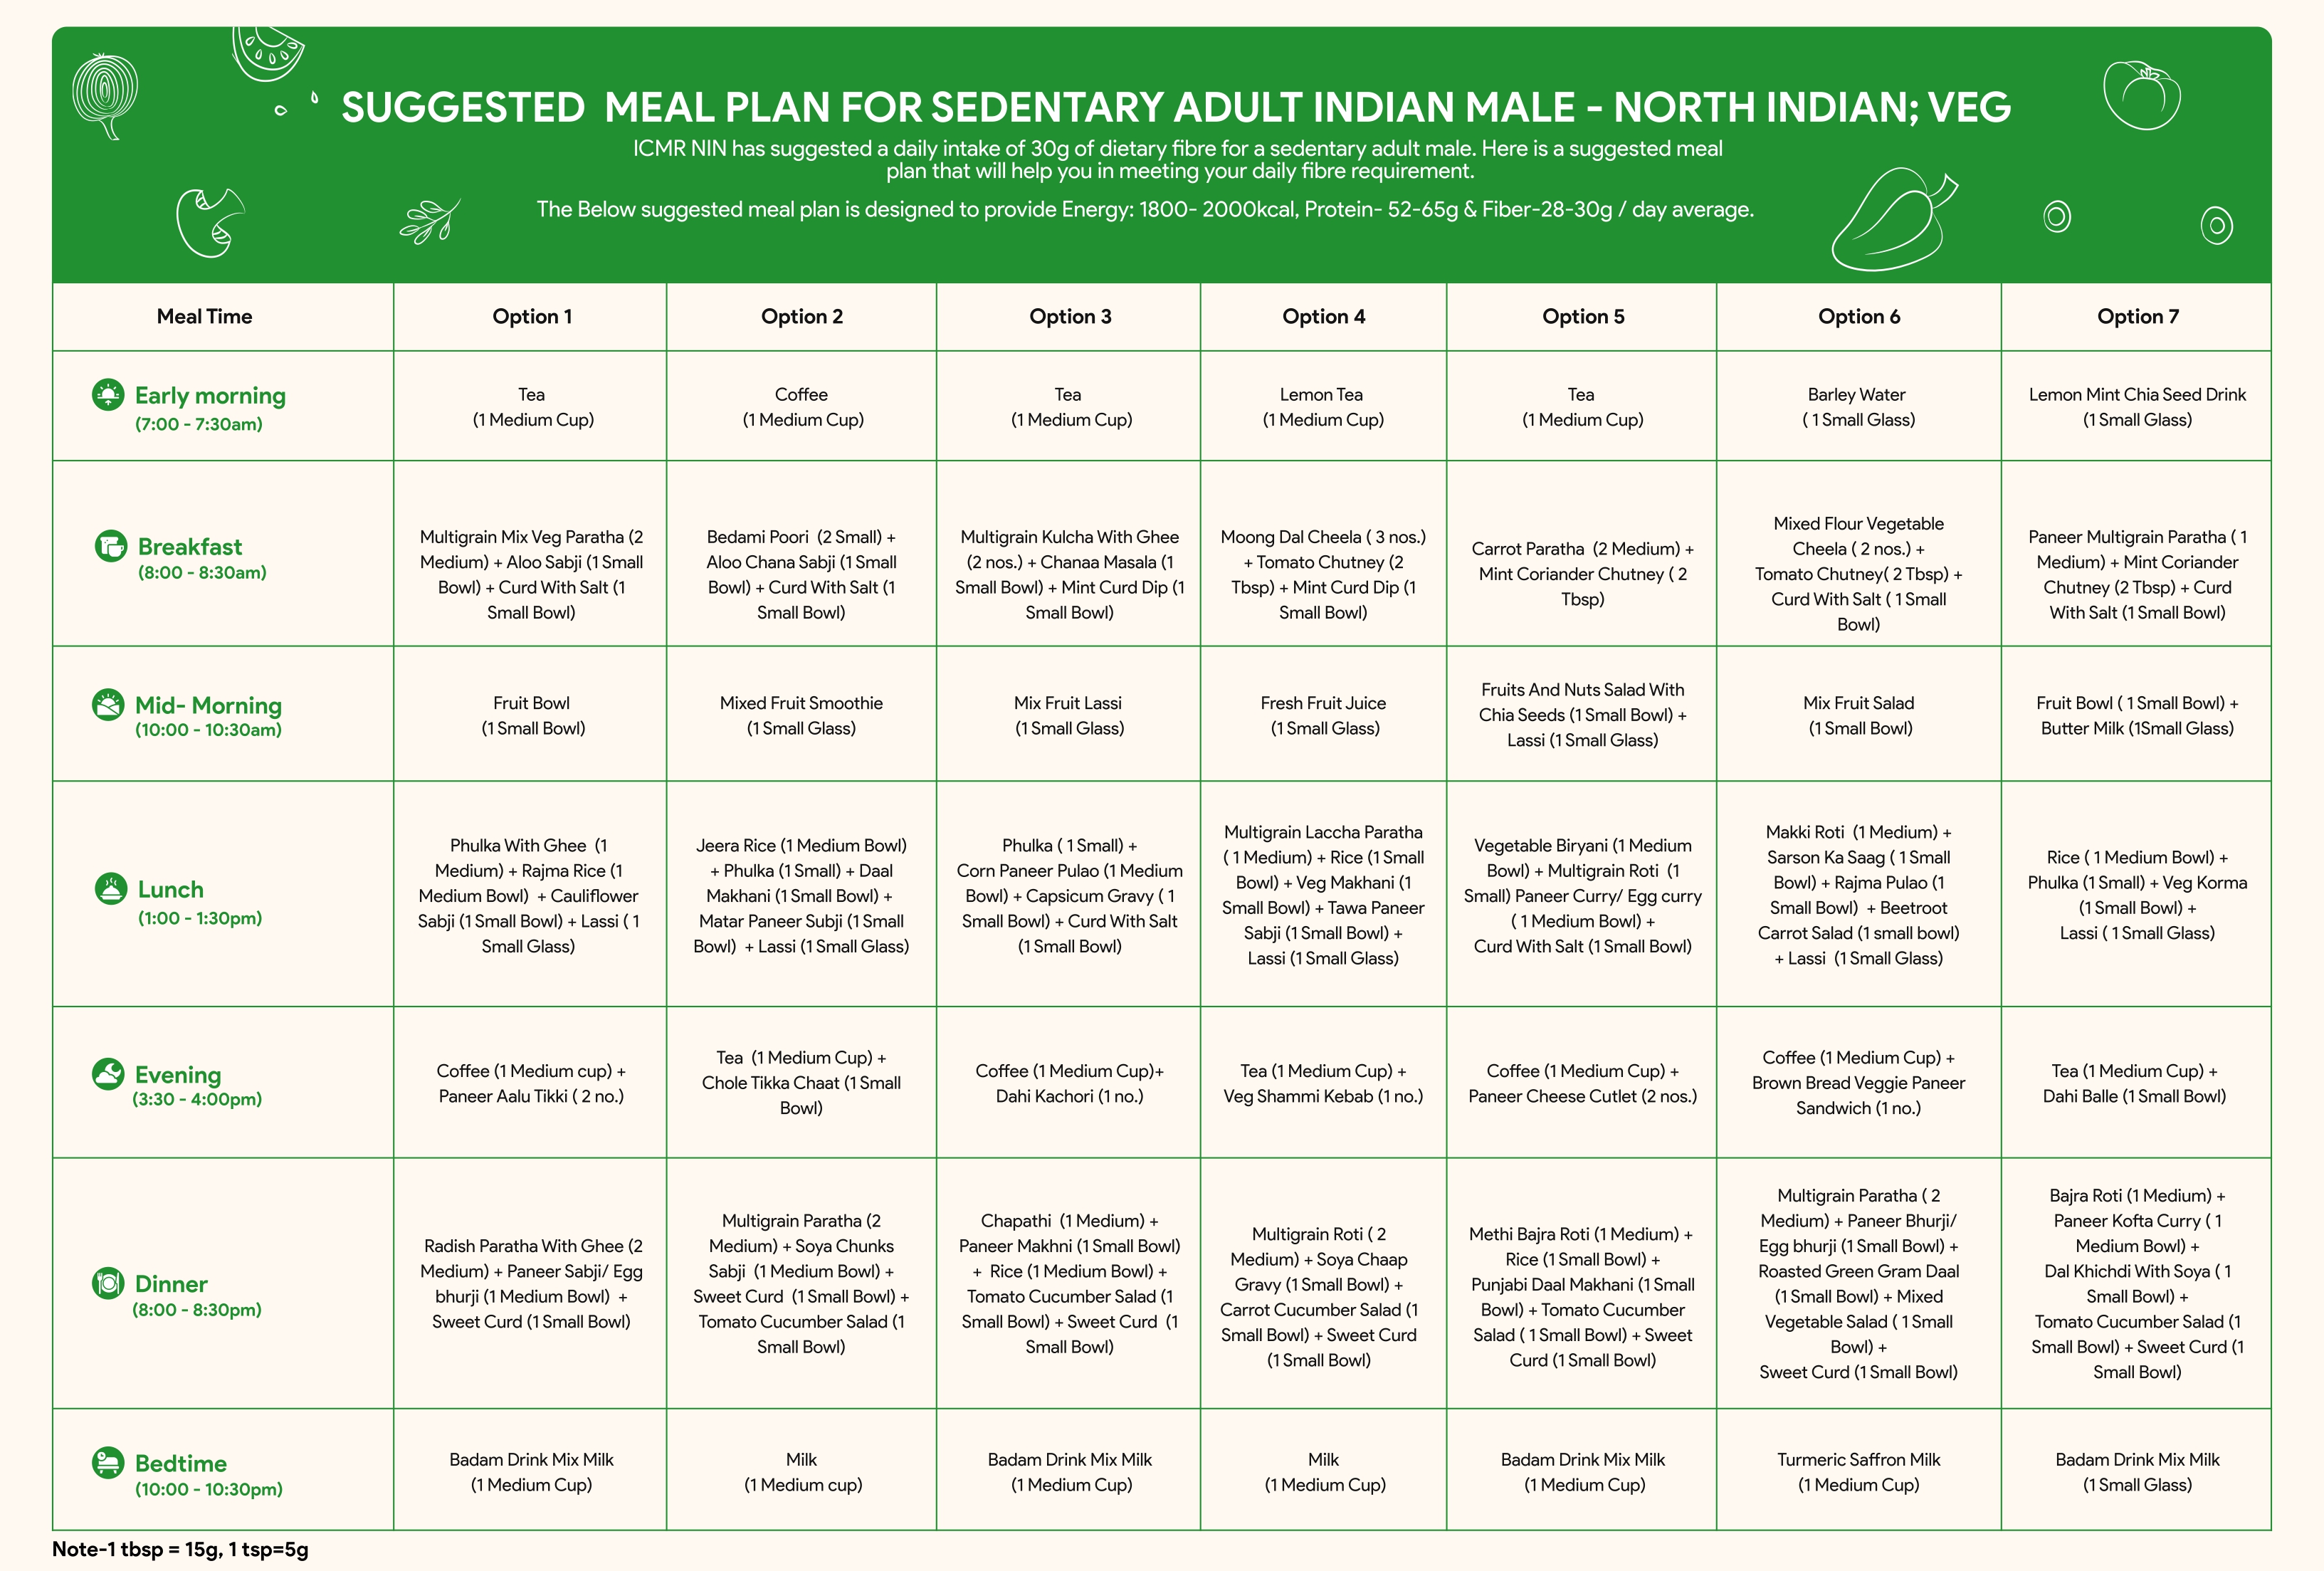 SUGGESTED MEAL PLAN FOR SEDENTARY ADULT INDIAN MALE - NORTH INDIAN; VEG
ICMR NIN has suggested a daily intake of 30g of dietary fibre for a sedentary adult male. Here is a suggested meal
plan that will help you in meeting your daily fibre requirement.
The Below suggested meal plan is designed to provide Energy: 1800- 2000kcal, Protein- 52-65g & Fiber-28-30g / day average.
Meal Time
Option 1
Option 2
Option 3
Option 4
Option 5
Option 6
Option 7
Early morning
(7:00 - 7:30am)
Tea
(1 Medium Cup)
Coffee
(1 Medium Cup)
Tea
(1 Medium Cup)
Lemon Tea
(1 Medium Cup)
Tea
(1 Medium Cup)
Barley Water
( 1 Small Glass)
Lemon Mint Chia Seed Drink
(1 Small Glass)
Breakfast
(8:00 - 8:30am)
Multigrain Mix Veg Paratha (2
Medium) + Aloo Sabji (1 Small
Bowl) + Curd With Salt (1
Small Bowl)
Bedami Poori (2 Small) +
Aloo Chana Sabji (1 Small
Bowl) + Curd With Salt (1
Small Bowl)
Multigrain Kulcha With Ghee
(2 nos.) + Chanaa Masala (1
Small Bowl) + Mint Curd Dip (1
Small Bowl)
Moong Dal Cheela ( 3 nos.)
+ Tomato Chutney (2
Tbsp) + Mint Curd Dip (1
Small Bowl)
Carrot Paratha (2 Medium) +
Mint Coriander Chutney ( 2
Tbsp)
Mixed Flour Vegetable
Cheela ( 2 nos.) +
Tomato Chutney( 2 Tbsp) +
Curd With Salt ( 1 Small
Bowl)
Paneer Multigrain Paratha ( 1
Medium) + Mint Coriander
Chutney (2 Tbsp) + Curd
With Salt (1 Small Bowl)
Mid- Morning
(10:00 - 10:30am)
Fruit Bowl
(1 Small Bowl)
Mixed Fruit Smoothie
(1 Small Glass)
Mix Fruit Lassi
(1 Small Glass)
Fresh Fruit Juice
(1 Small Glass)
Fruits And Nuts Salad With
Chia Seeds (1 Small Bowl) +
Lassi (1 Small Glass)
Mix Fruit Salad
(1 Small Bowl)
Fruit Bowl ( 1 Small Bowl) +
Butter Milk (1Small Glass)
Lunch
(1:00 - 1:30pm)
Phulka With Ghee (1
Medium) + Rajma Rice (1
Medium Bowl) + Cauliflower
Sabji (1 Small Bowl) + Lassi ( 1
Small Glass)
Jeera Rice (1 Medium Bowl)
+ Phulka (1 Small) + Daal
Makhani (1 Small Bowl) +
Matar Paneer Subji (1 Small
Bowl) + Lassi (1 Small Glass)
Phulka ( 1 Small) +
Corn Paneer Pulao (1 Medium
Bowl) + Capsicum Gravy ( 1
Small Bowl) + Curd With Salt
(1 Small Bowl)
Multigrain Laccha Paratha
( 1 Medium) + Rice (1 Small
Bowl) + Veg Makhani (1
Small Bowl) + Tawa Paneer
Sabji (1 Small Bowl) +
Lassi (1 Small Glass)
Vegetable Biryani (1 Medium
Bowl) + Multigrain Roti (1
Small) Paneer Curry/ Egg curry
( 1 Medium Bowl) +
Curd With Salt (1 Small Bowl)
Makki Roti (1 Medium) +
Sarson Ka Saag ( 1 Small
Bowl) + Rajma Pulao (1
Small Bowl) + Beetroot
Carrot Salad (1 small bowl)
+ Lassi (1 Small Glass)
Rice ( 1 Medium Bowl) +
Phulka (1 Small) + Veg Korma
(1 Small Bowl) +
Lassi ( 1 Small Glass)
Evening
(3:30 - 4:00pm)
Coffee (1 Medium cup) +
Paneer Aalu Tikki ( 2 no.)
Tea (1 Medium Cup) +
Chole Tikka Chaat (1 Small
Bowl)
Coffee (1 Medium Cup)+
Dahi Kachori (1 no.)
Tea (1 Medium Cup) +
Veg Shammi Kebab (1 no.)
Coffee (1 Medium Cup) +
Paneer Cheese Cutlet (2 nos.)
Coffee (1 Medium Cup) +
Brown Bread Veggie Paneer
Sandwich (1 no.)
Tea (1 Medium Cup) +
Dahi Balle (1 Small Bowl)
Dinner
(8:00 - 8:30pm)
Radish Paratha With Ghee (2
Medium) + Paneer Sabji/ Egg
bhurji (1 Medium Bowl) +
Sweet Curd (1 Small Bowl)
Multigrain Paratha (2
Medium) + Soya Chunks
Sabji (1 Medium Bowl) +
Sweet Curd (1 Small Bowl) +
Tomato Cucumber Salad (1
Small Bowl)
Chapathi (1 Medium) +
Paneer Makhni (1 Small Bowl)
+ Rice (1 Medium Bowl) +
Tomato Cucumber Salad (1
Small Bowl) + Sweet Curd (1
Small Bowl)
Multigrain Roti ( 2
Medium) + Soya Chaap
Gravy (1 Small Bowl) +
Carrot Cucumber Salad (1
Small Bowl) + Sweet Curd
(1 Small Bowl)
Methi Bajra Roti (1 Medium) +
Rice (1 Small Bowl) +
Punjabi Daal Makhani (1 Small
Bowl) + Tomato Cucumber
Salad ( 1 Small Bowl) + Sweet
Curd (1 Small Bowl)
Multigrain Paratha ( 2
Medium) + Paneer Bhurji/
Egg bhurji (1 Small Bowl) +
Roasted Green Gram Daal
(1 Small Bowl) + Mixed
Vegetable Salad ( 1 Small
Bowl) +
Sweet Curd (1 Small Bowl)
Bajra Roti (1 Medium) +
Paneer Kofta Curry ( 1
Medium Bowl) +
Dal Khichdi With Soya ( 1
Small Bowl) +
Tomato Cucumber Salad (1
Small Bowl) + Sweet Curd (1
Small Bowl)
Bedtime
(10:00 - 10:30pm)
Badam Drink Mix Milk
(1 Medium Cup)
Milk
(1 Medium cup)
Badam Drink Mix Milk
(1 Medium Cup)
Milk
(1 Medium Cup)
Badam Drink Mix Milk
(1 Medium Cup)
Turmeric Saffron Milk
(1 Medium Cup)
Badam Drink Mix Milk
(1 Small Glass)
Note-1 tbsp = 15g, 1 tsp=5g